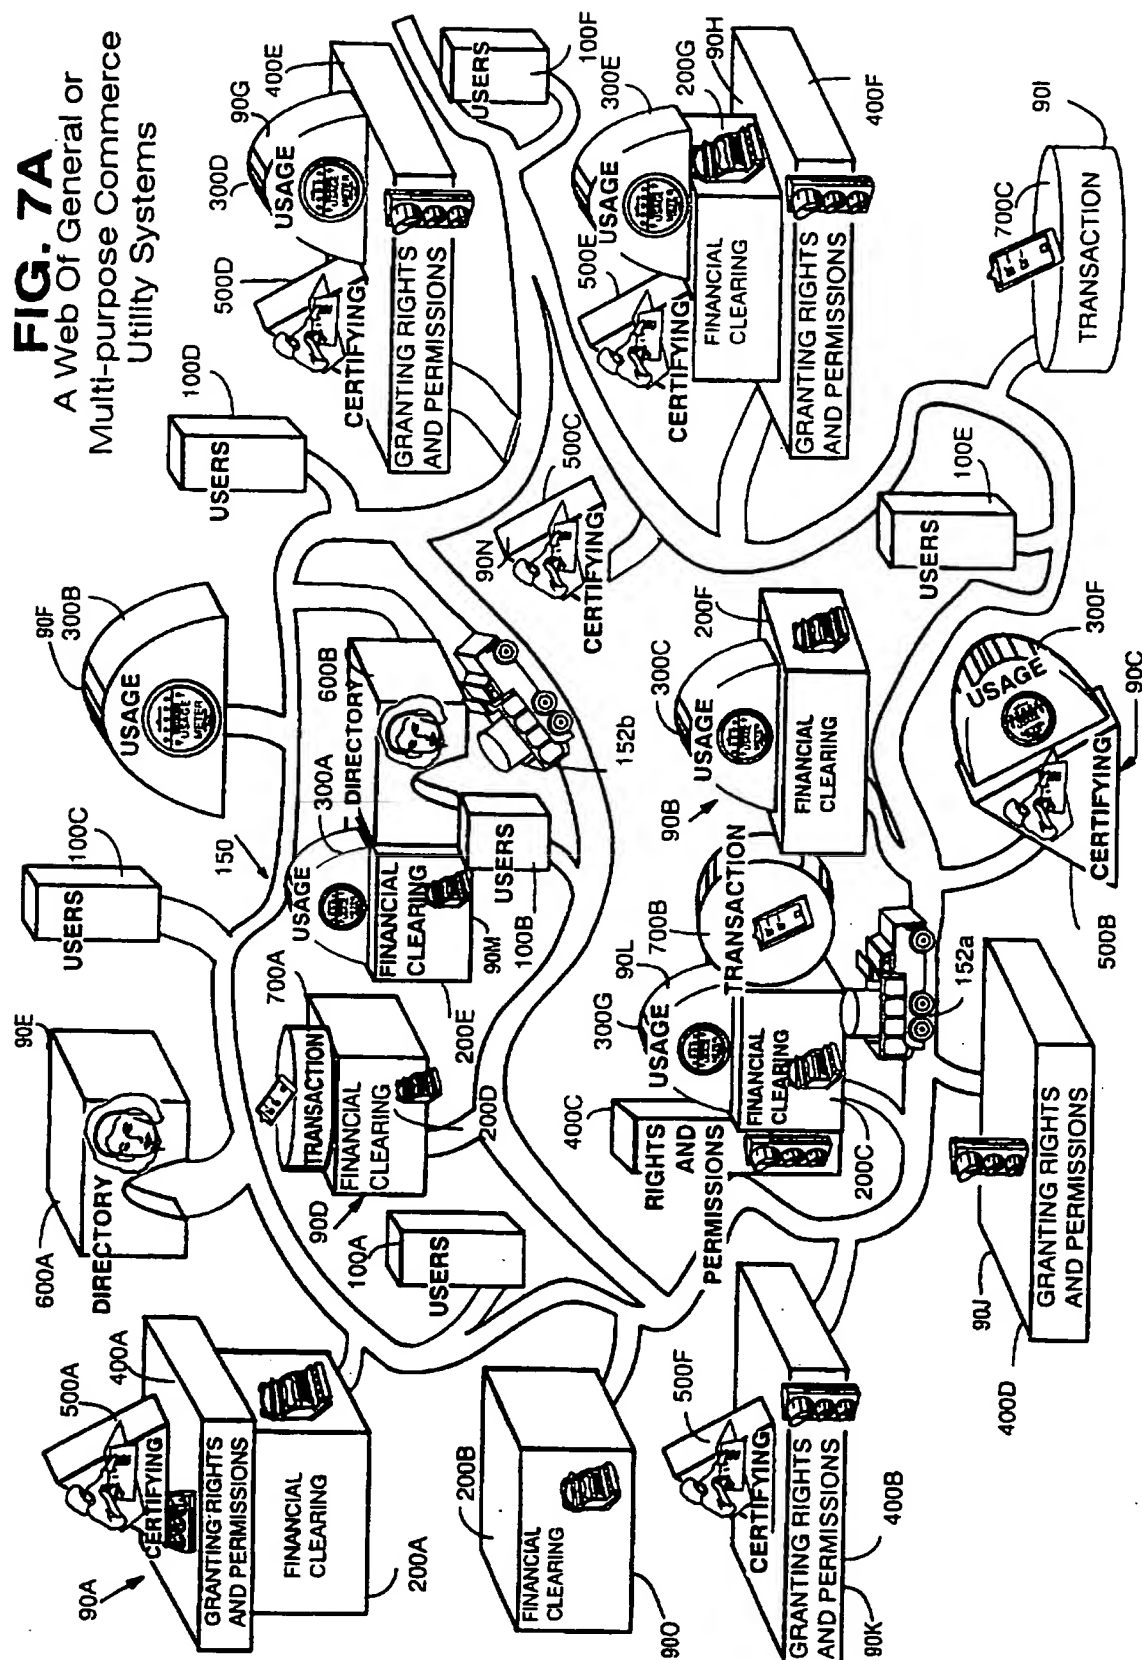 FIG. 7A
A Web Of General or
Multi-purpose Commerce
Utility Systems
90A
500A
400A
CERTIFYING
GRANTING RIGHTS
AND PERMISSIONS
FINANCIAL
CLEARING
200A
600A
90E
DIRECTORY
USERS
100C
150
90F
300B
USAGE
USAGE
METER
USERS
100D
500D
300D
90G
USAGE
400E
CERTIFYING
GRANTING RIGHTS
AND PERMISSIONS
USERS
100F
90D
700A
TRANSACTION
FINANCIAL
CLEARING
200D
100A
USERS
USAGE
300A
DIRECTORY
600B
FINANCIAL
CLEARING
90M
200E
USERS
100B
152b
90N
500C
CERTIFYING
500E
300E
USAGE
200G
90H
CERTIFYING
FINANCIAL
CLEARING
GRANTING RIGHTS
AND PERMISSIONS
400F
200B
FINANCIAL
CLEARING
90O
400C
RIGHTS
AND
PERMISSIONS
300G
90L
USAGE
700B
TRANSACTION
FINANCIAL
CLEARING
200C
152a
90B
300C
USAGE
200F
FINANCIAL
CLEARING
USERS
100E
700C
90I
TRANSACTION
500F
CERTIFYING
GRANTING RIGHTS
AND PERMISSIONS
90K
400B
90J
GRANTING RIGHTS
AND PERMISSIONS
400D
USAGE
300F
CERTIFYING
500B
90C